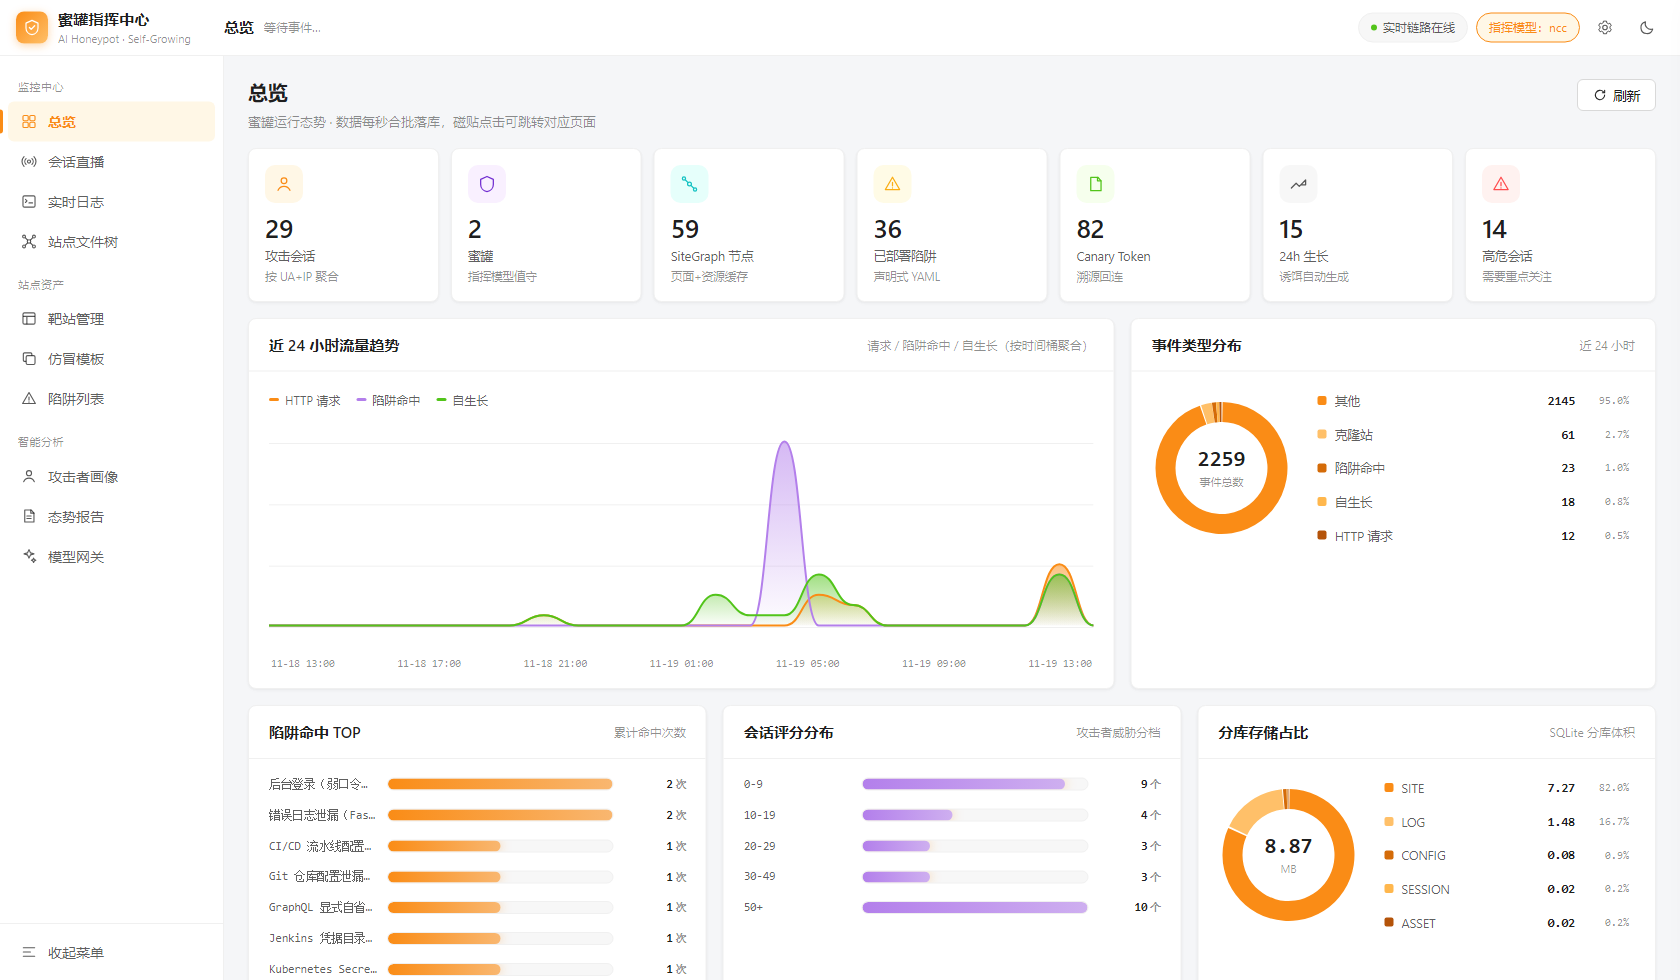 蜜罐指挥中心
AI Honeypot · Self-Growing
总览 等待事件...
实时链路在线
指挥模型：ncc
监控中心
总览
会话直播
实时日志
站点文件树
站点资产
靶站管理
仿冒模板
陷阱列表
智能分析
攻击者画像
态势报告
模型网关
收起菜单
总览
蜜罐运行态势 · 数据每秒合批落库，磁贴点击可跳转对应页面
刷新
29
攻击会话
按 UA+IP 聚合
2
蜜罐
指挥模型值守
59
SiteGraph 节点
页面+资源缓存
36
已部署陷阱
声明式 YAML
82
Canary Token
溯源回连
15
24h 生长
诱饵自动生成
14
高危会话
需要重点关注
近 24 小时流量趋势
请求 / 陷阱命中 / 自生长（按时间桶聚合）
HTTP 请求 陷阱命中 自生长
11-18 13:00 11-18 17:00 11-18 21:00 11-19 01:00 11-19 05:00 11-19 09:00 11-19 13:00
事件类型分布
近 24 小时
2259
事件总数
其他 2145 95.0%
克隆站 61 2.7%
陷阱命中 23 1.0%
自生长 18 0.8%
HTTP 请求 12 0.5%
陷阱命中 TOP
累计命中次数
后台登录（弱口令… 2 次
错误日志泄漏（Fas… 2 次
CI/CD 流水线配置… 1 次
Git 仓库配置泄漏… 1 次
GraphQL 显式自省… 1 次
Jenkins 凭据目录… 1 次
Kubernetes Secre… 1 次
会话评分分布
攻击者威胁分档
0-9 9 个
10-19 4 个
20-29 3 个
30-49 3 个
50+ 10 个
分库存储占比
SQLite 分库体积
8.87
MB
SITE 7.27 82.0%
LOG 1.48 16.7%
CONFIG 0.08 0.9%
SESSION 0.02 0.2%
ASSET 0.02 0.2%